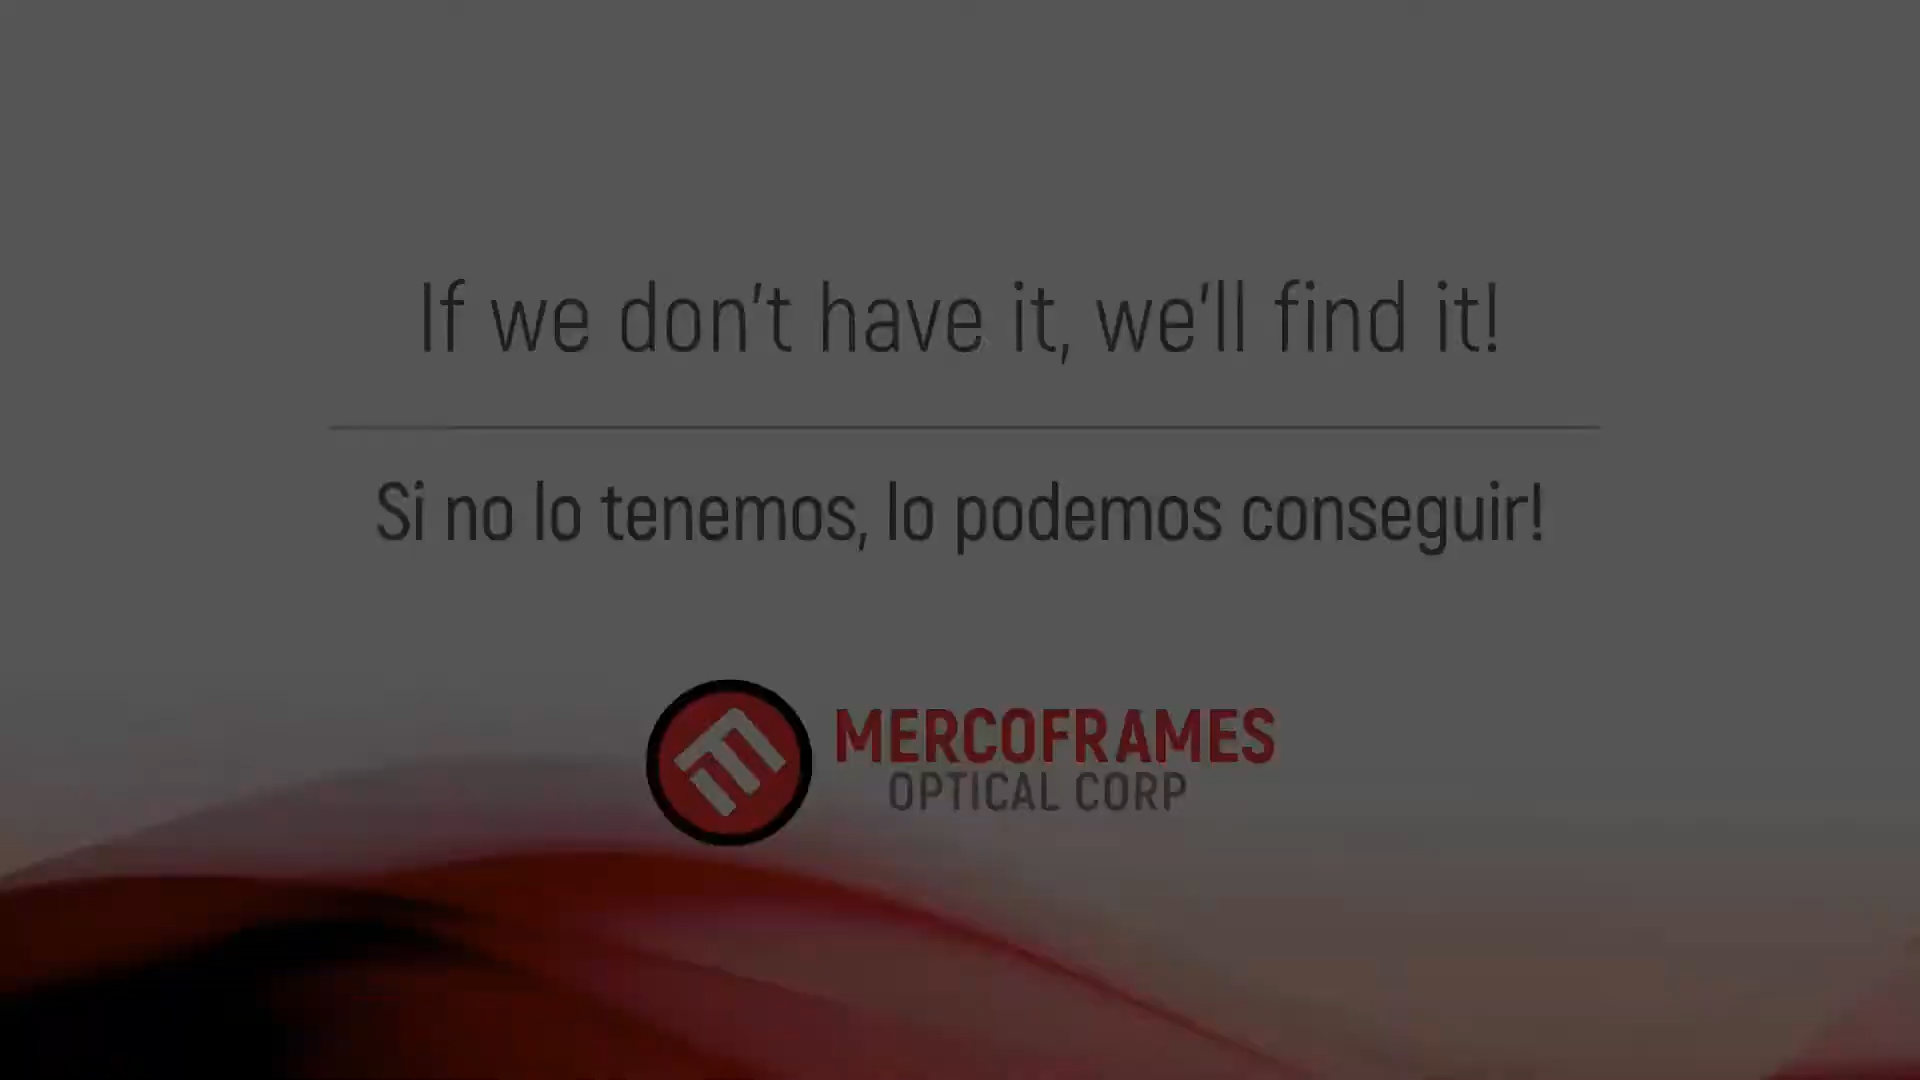 If we don't have it, we'll find it!
Si no lo tenemos, lo podemos conseguir!
MERCOFRAMES
OPTICAL CORP